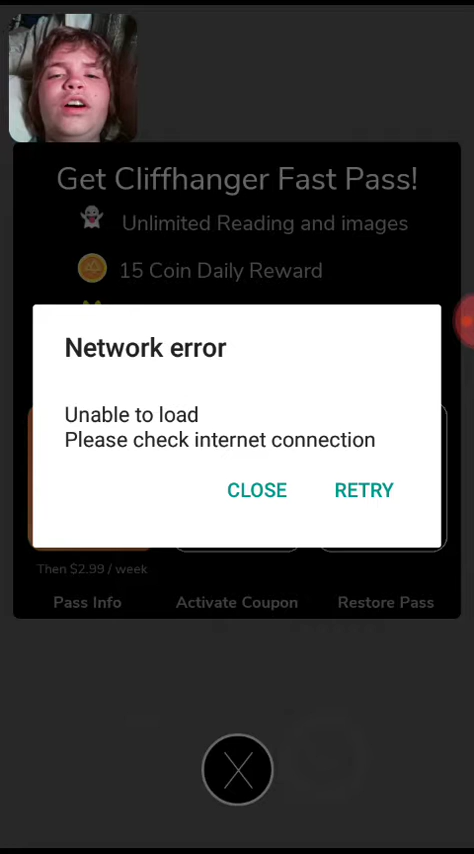 Get Cliffhanger Fast Pass!
Unlimited Reading and images
15 Coin Daily Reward
Network error
Unable to load
Please check internet connection
CLOSE RETRY
Then $2.99 / week
Pass Info Activate Coupon Restore Pass